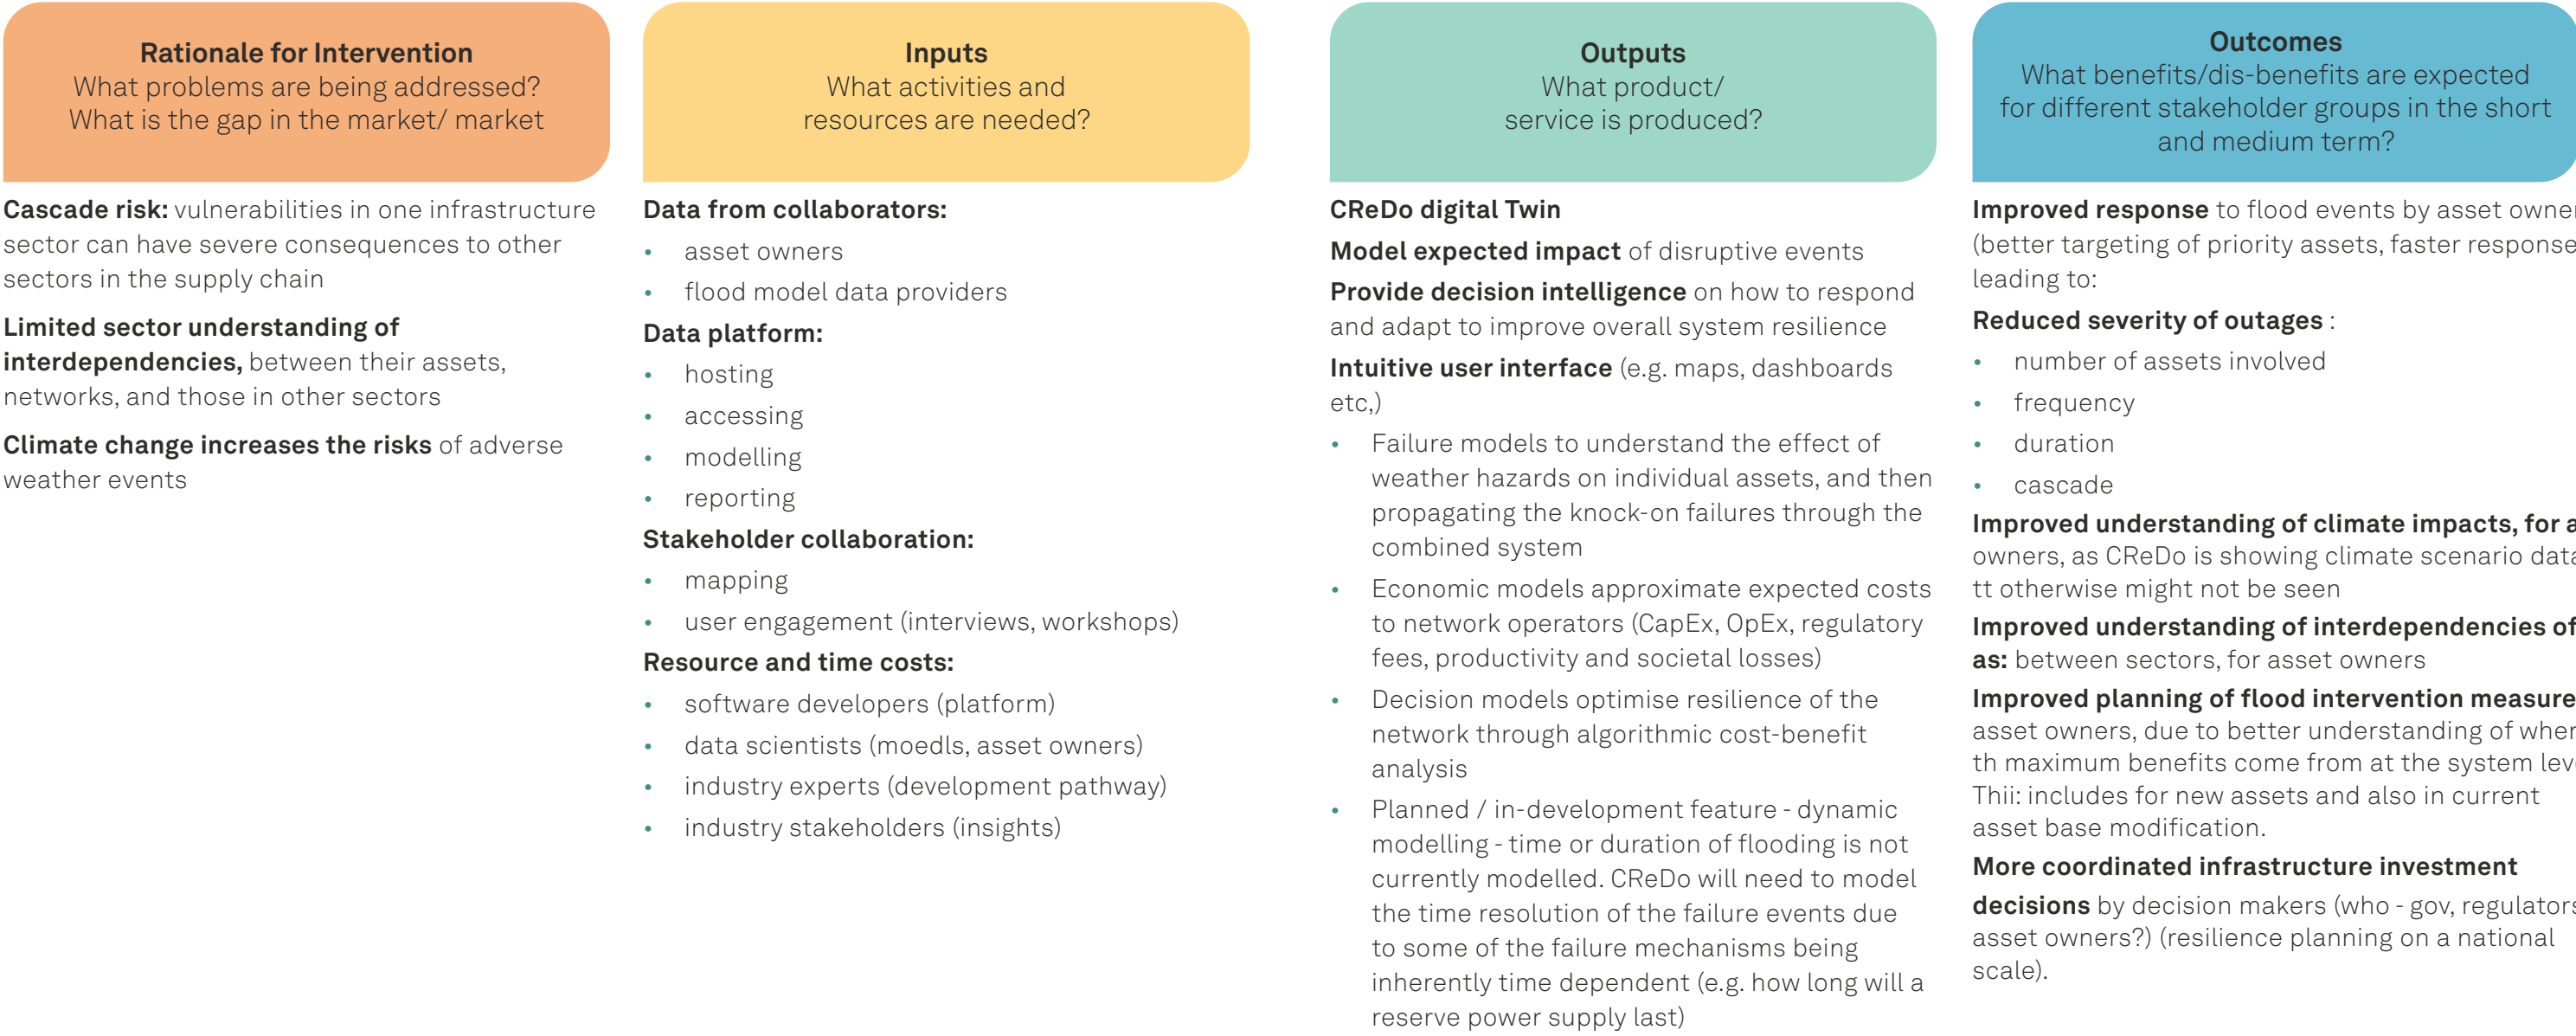 Rationale for Intervention
What problems are being addressed?
What is the gap in the market/ market
Cascade risk: vulnerabilities in one infrastructure
sector can have severe consequences to other
sectors in the supply chain
Limited sector understanding of
interdependencies, between their assets,
networks, and those in other sectors
Climate change increases the risks of adverse
weather events
Inputs
What activities and
resources are needed?
Data from collaborators:
• asset owners
• flood model data providers
Data platform:
• hosting
• accessing
• modelling
• reporting
Stakeholder collaboration:
• mapping
• user engagement (interviews, workshops)
Resource and time costs:
• software developers (platform)
• data scientists (moedls, asset owners)
• industry experts (development pathway)
• industry stakeholders (insights)
Outputs
What product/
service is produced?
CReDo digital Twin
Model expected impact of disruptive events
Provide decision intelligence on how to respond
and adapt to improve overall system resilience
Intuitive user interface (e.g. maps, dashboards
etc,)
• Failure models to understand the effect of
weather hazards on individual assets, and then
propagating the knock-on failures through the
combined system
• Economic models approximate expected costs
to network operators (CapEx, OpEx, regulatory
fees, productivity and societal losses)
• Decision models optimise resilience of the
network through algorithmic cost-benefit
analysis
• Planned / in-development feature - dynamic
modelling - time or duration of flooding is not
currently modelled. CReDo will need to model
the time resolution of the failure events due
to some of the failure mechanisms being
inherently time dependent (e.g. how long will a
reserve power supply last)
Outcomes
What benefits/dis-benefits are expected
for different stakeholder groups in the short
and medium term?
Improved response to flood events by asset
(better targeting of priority assets, faster response
leading to:
Reduced severity of outages :
• number of assets involved
• frequency
• duration
• cascade
Improved understanding of climate impacts, for
owners, as CReDo is showing climate scenario data
tt otherwise might not be seen
Improved understanding of interdependencies of
as: between sectors, for asset owners
Improved planning of flood intervention measure
asset owners, due to better understanding of
th maximum benefits come from at the system
Thii: includes for new assets and also in current
asset base modification.
More coordinated infrastructure investment
decisions by decision makers (who - gov, regulators
asset owners?) (resilience planning on a national
scale).